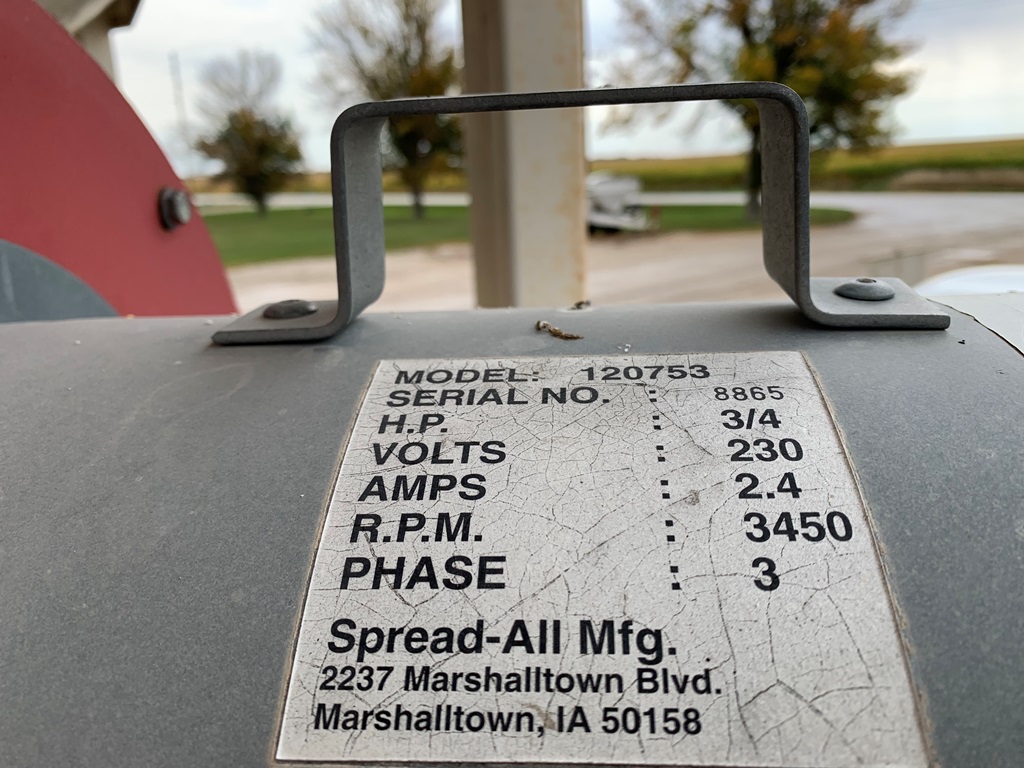 MODEL: 120753
SERIAL NO. : 8865
H.P. : 3/4
VOLTS : 230
AMPS : 2.4
R.P.M. : 3450
PHASE : 3
Spread-All Mfg.
2237 Marshalltown Blvd.
Marshalltown, IA 50158